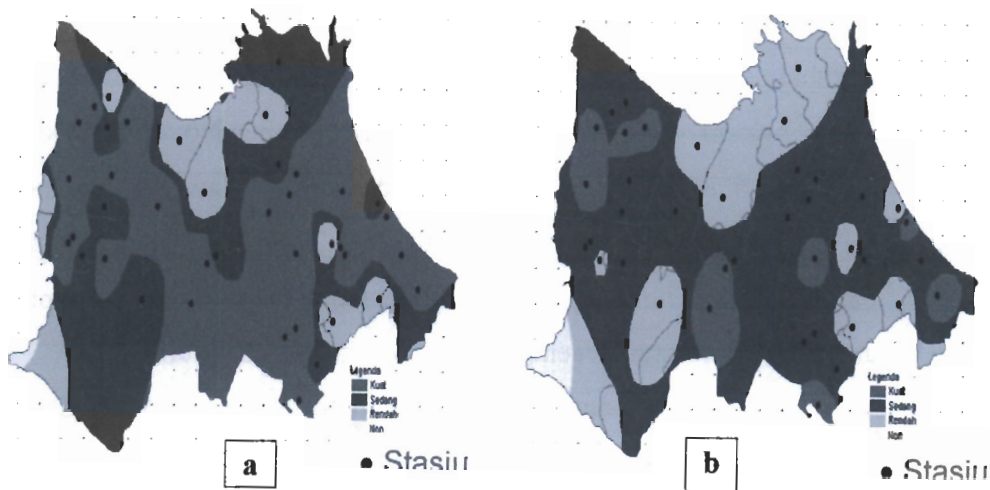 Legenda
Kuat
Sedang
Rendah
Non
Stasiu
a
Legenda
Kuat
Sedang
Rendah
Non
Stasiu
b